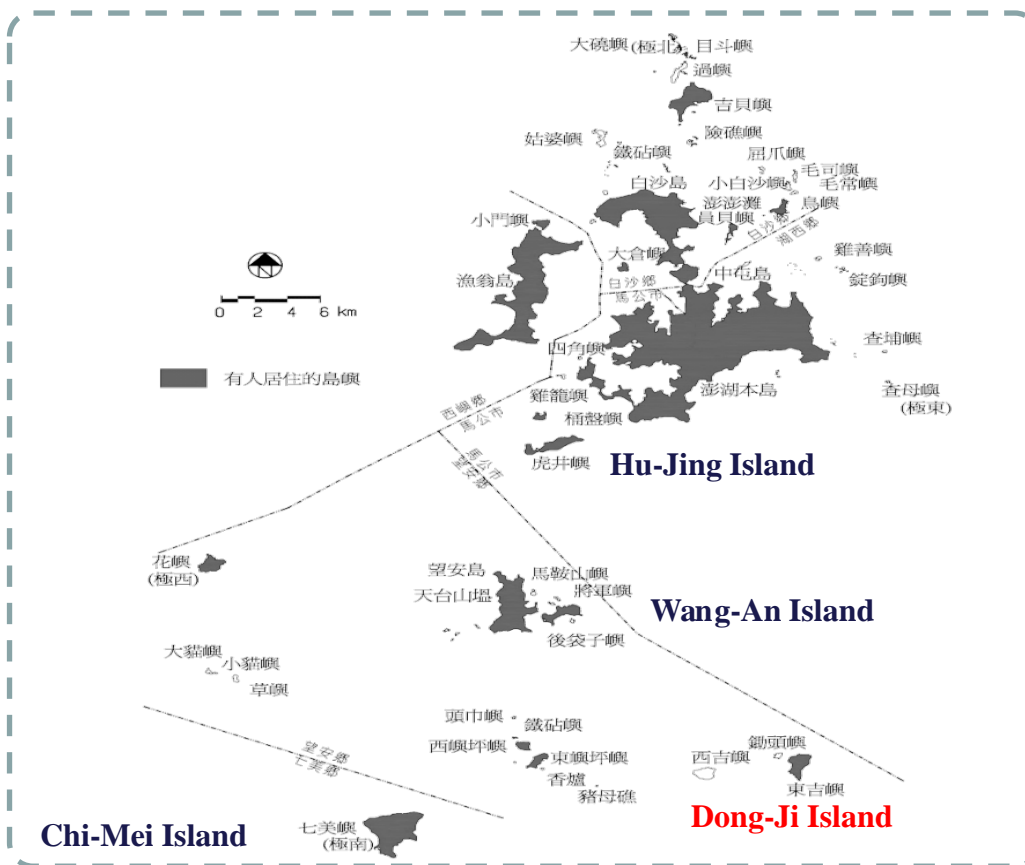 大磽嶼
(極北)
目斗嶼
過嶼
吉貝嶼
險礁嶼
姑婆嶼
鐵砧嶼
屈爪嶼
毛司嶼
白沙島
小白沙嶼
毛常嶼
澎澎灘
鳥嶼
員貝嶼
小門嶼
白沙鄉
湖西鄉
大倉嶼
雞善嶼
中屯島
漁翁島
錠鉤嶼
白沙鄉
馬公市
0 2 4 6 km
四角嶼
查埔嶼
有人居住的島嶼
澎湖本島
查母嶼
(極東)
雞籠嶼
西嶼鄉
馬公市
桶盤嶼
虎井嶼
Hu-Jing Island
馬公市
望安鄉
花嶼
(極西)
望安島
馬鞍山嶼
天台山塭
將軍嶼
Wang-An Island
後袋子嶼
大貓嶼
小貓嶼
草嶼
頭巾嶼
鐵砧嶼
望安鄉
七美鄉
西嶼坪嶼
東嶼坪嶼
鋤頭嶼
西吉嶼
香爐
東吉嶼
豬母礁
Dong-Ji Island
七美嶼
(極南)
Chi-Mei Island
N